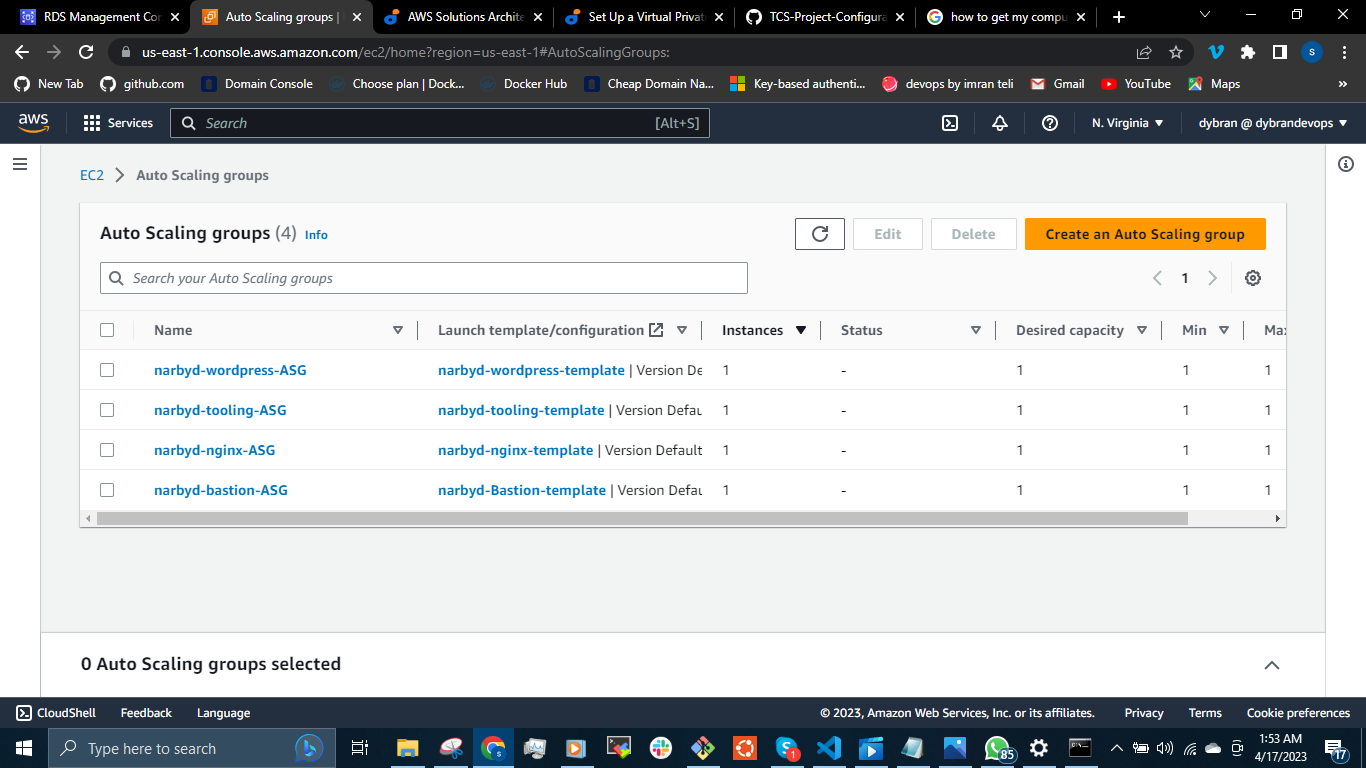 RDS Management Cor
Auto Scaling groups |
AWS Solutions Archite
Set Up a Virtual Privat
TCS-Project-Configura
how to get my compu
us-east-1.console.aws.amazon.com/ec2/home?region=us-east-1#AutoScalingGroups:
S
New Tab
github.com
Domain Console
Choose plan | Dock...
Docker Hub
Cheap Domain Na...
Key-based authenti...
devops by imran teli
Gmail
YouTube
Maps
»
aws
Services
Search
[Alt+S]
N. Virginia
dybran @ dybrandevops
EC2 > Auto Scaling groups
Auto Scaling groups (4) Info
Edit
Delete
Create an Auto Scaling group
Search your Auto Scaling groups
1
Name Launch template/configuration Instances Status Desired capacity Min Max
narbyd-wordpress-ASG narbyd-wordpress-template | Version De 1 - 1 1 1
narbyd-tooling-ASG narbyd-tooling-template | Version Defau 1 - 1 1 1
narbyd-nginx-ASG narbyd-nginx-template | Version Default 1 - 1 1 1
narbyd-bastion-ASG narbyd-Bastion-template | Version Defau 1 - 1 1 1
0 Auto Scaling groups selected
CloudShell Feedback Language © 2023, Amazon Web Services, Inc. or its affiliates. Privacy Terms Cookie preferences
Type here to search
1
85
1:53 AM
4/17/2023
17